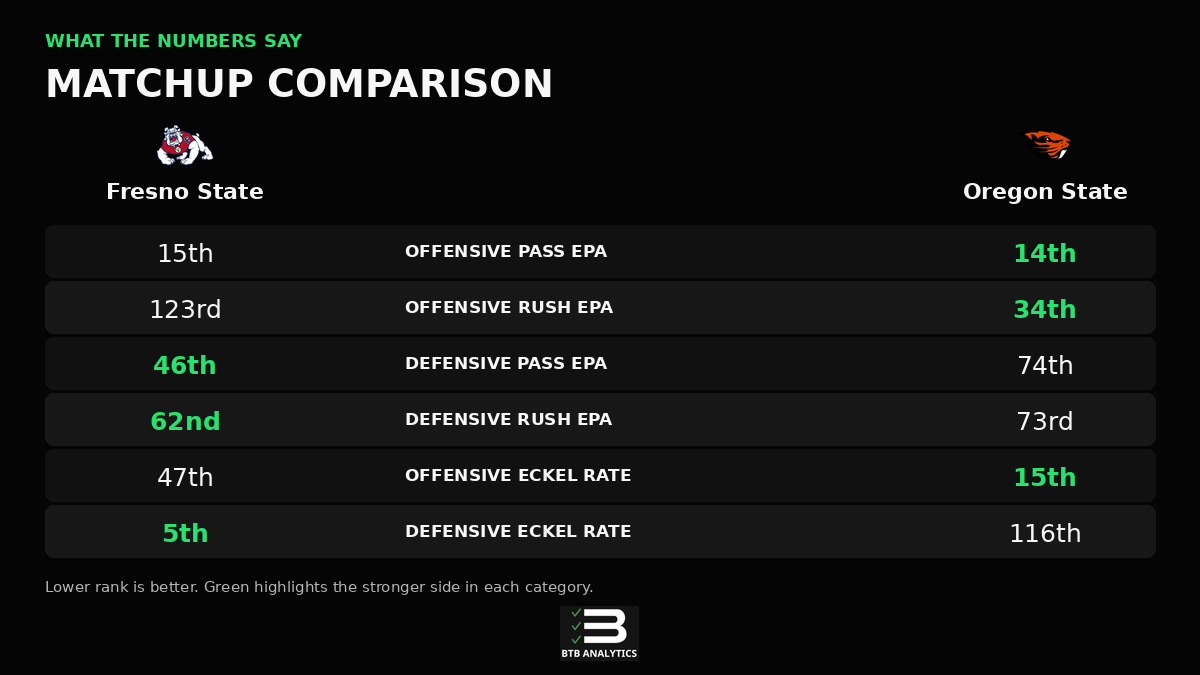 WHAT THE NUMBERS SAY
MATCHUP COMPARISON
Fresno State Oregon State
15th OFFENSIVE PASS EPA 14th
123rd OFFENSIVE RUSH EPA 34th
46th DEFENSIVE PASS EPA 74th
62nd DEFENSIVE RUSH EPA 73rd
47th OFFENSIVE ECKEL RATE 15th
5th DEFENSIVE ECKEL RATE 116th
Lower rank is better. Green highlights the stronger side in each category.
BTB ANALYTICS